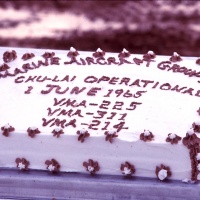 MARINE AIRCRAFT GROUP
CHU-LAI OPERATIONAL
1 JUNE 1965
VMA-225
VMA-311
VMA-214